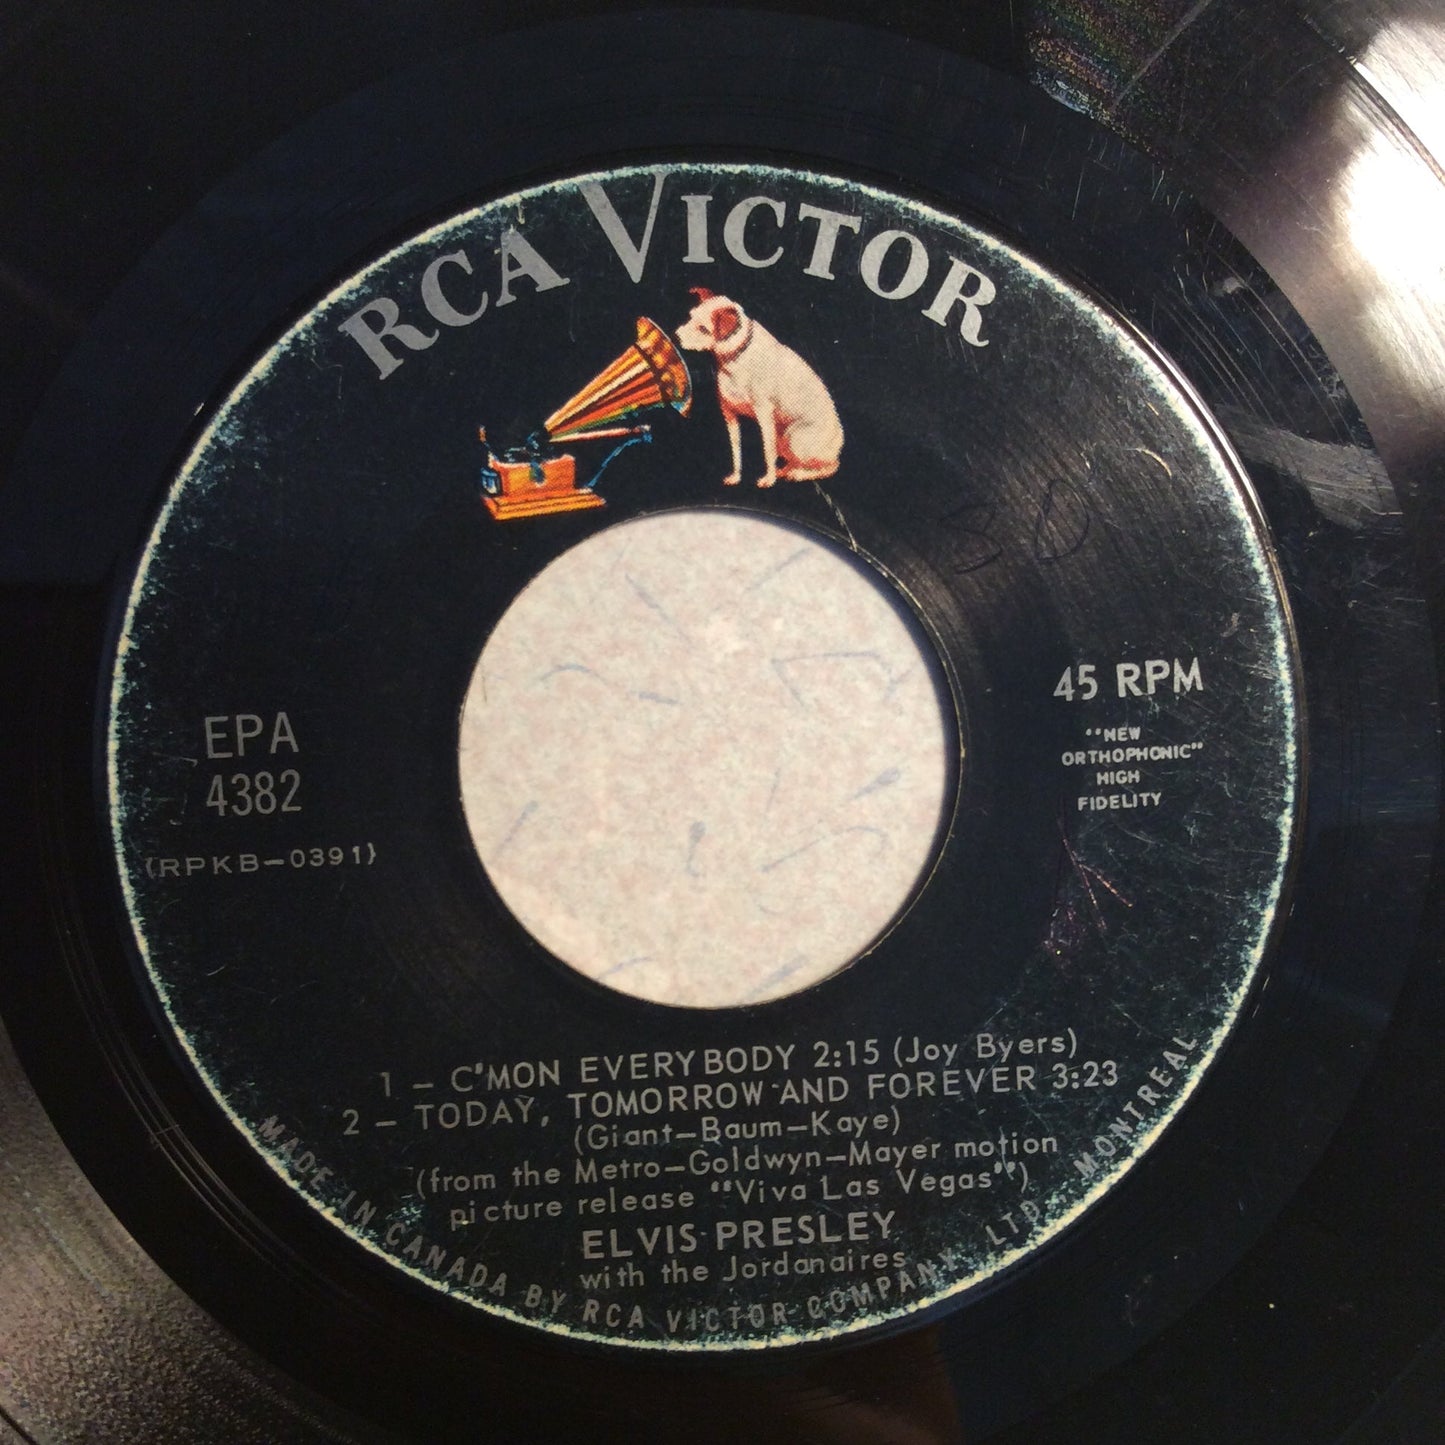 RCA VICTOR
EPA
4382
(RPKB-0391)
45 RPM
"NEW
ORTHOPHONIC"
HIGH
FIDELITY
80
1 - C'MON EVERYBODY 2:15 (Joy Byers)
2 - TODAY, TOMORROW AND FOREVER 3:23
(Giant-Baum-Kaye)
(from the Metro-Goldwyn-Mayer motion
picture release "Viva Las Vegas")
ELVIS PRESLEY
with the Jordanaires
MADE IN CANADA BY RCA VICTOR COMPANY, LTD. MONTREAL